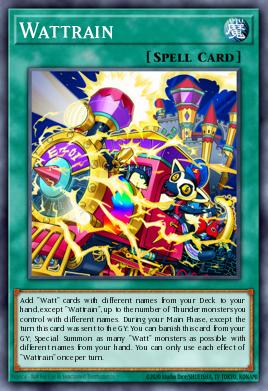 Wattrain
魔
[Spell Card]
Add "Watt" cards with different names from your Deck to your
hand, except "Wattrain", up to the number of Thunder monsters you
control with different names. During your Main Phase, except the
turn this card was sent to the GY: You can banish this card from your
GY; Special Summon as many "Watt" monsters as possible with
different names from your hand. You can only use each effect of
"Wattrain" once per turn.